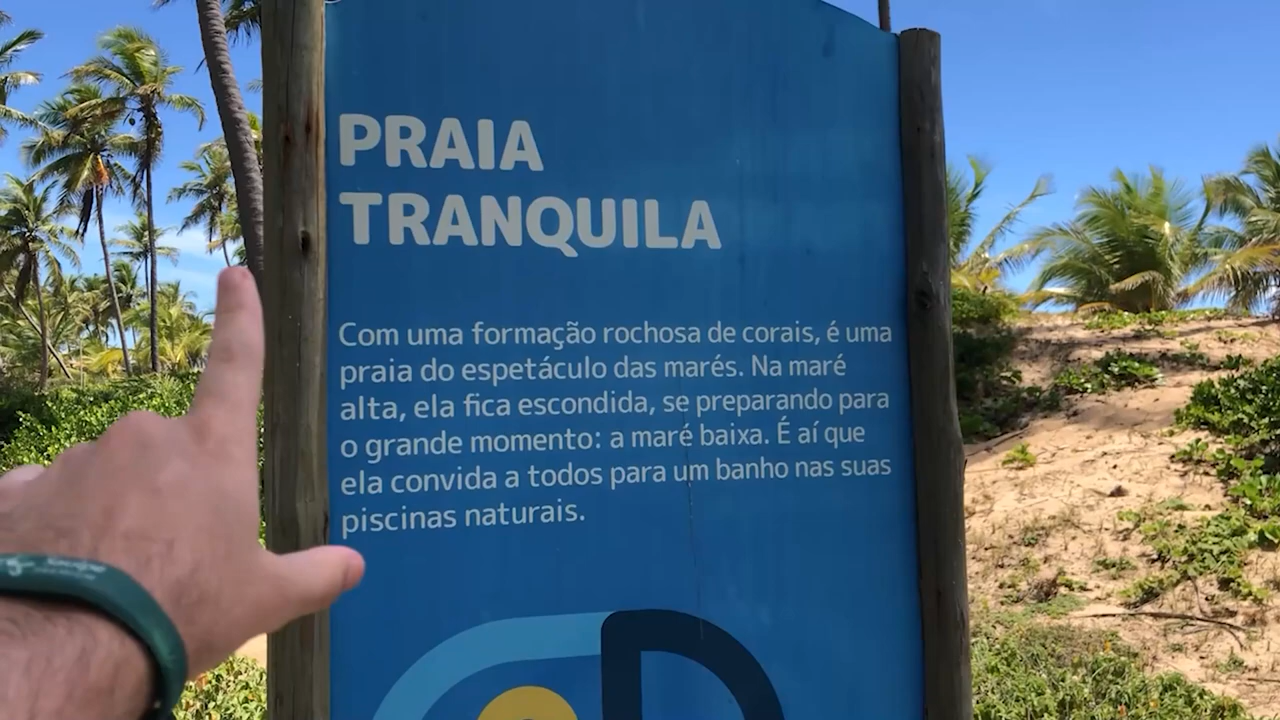 PRAIA
TRANQUILA
Com uma formação rochosa de corais, é uma
praia do espetáculo das marés. Na maré
alta, ela fica escondida, se preparando para
o grande momento: a maré baixa. É aí que
ela convida a todos para um banho nas suas
piscinas naturais.